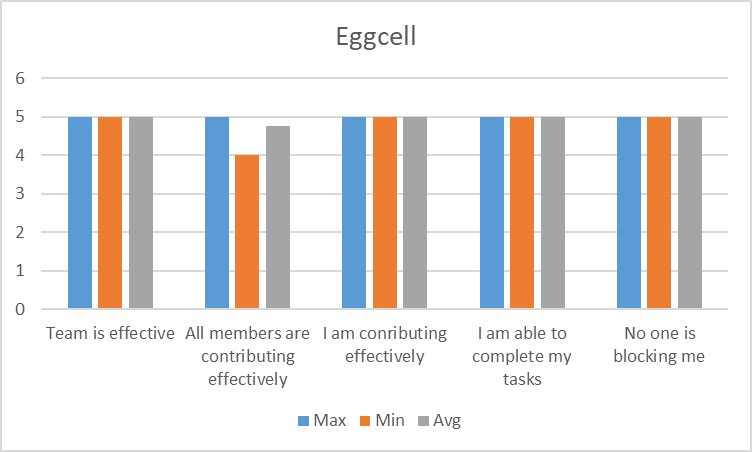 Eggcell
6
5
4
3
2
1
0
Team is effective
All members are
contributing
effectively
I am conributing
effectively
I am able to
complete my
tasks
No one is
blocking me
Max
Min
Avg